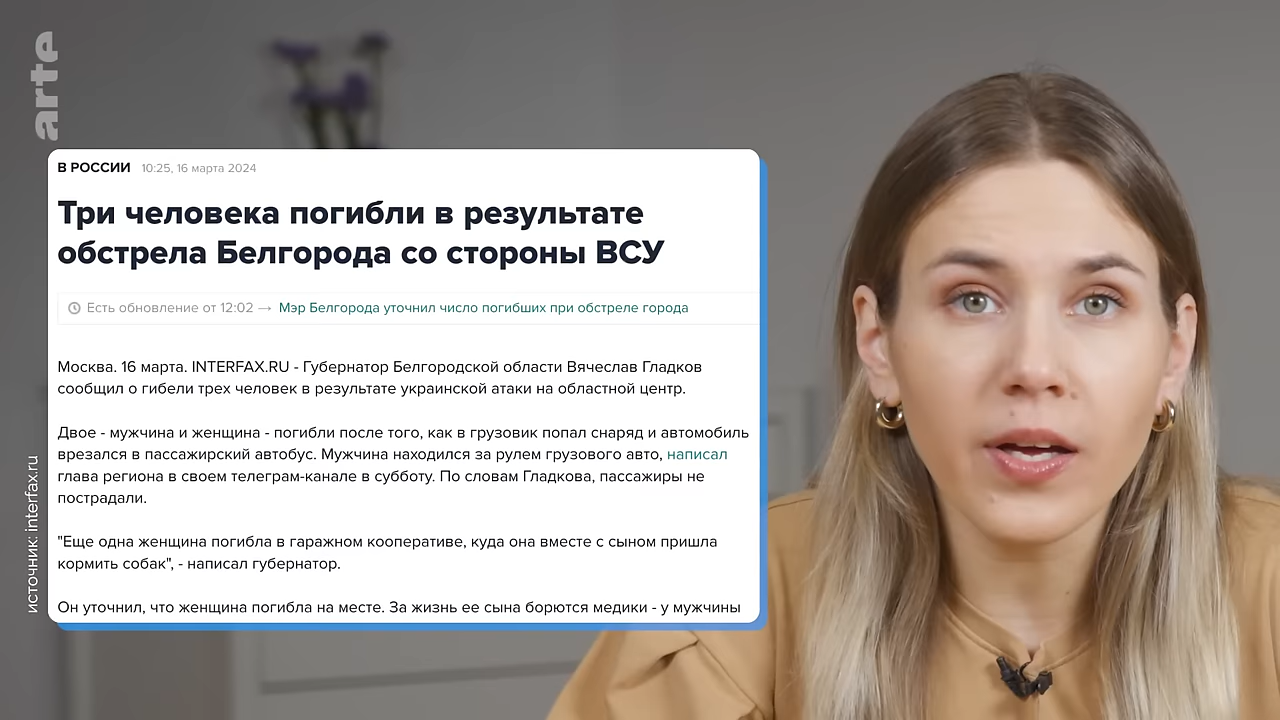 arte
В РОССИИ 10:25, 16 марта 2024
Три человека погибли в результате
обстрела Белгорода со стороны ВСУ
Есть обновление от 12:02 → Мэр Белгорода уточнил число погибших при обстреле города
Москва. 16 марта. INTERFAX.RU - Губернатор Белгородской области Вячеслав Гладков
сообщил о гибели трех человек в результате украинской атаки на областной центр.
Двое - мужчина и женщина - погибли после того, как в грузовик попал снаряд и автомобиль
врезался в пассажирский автобус. Мужчина находился за рулем грузового авто, написал
глава региона в своем телеграм-канале в субботу. По словам Гладкова, пассажиры не
пострадали.
"Еще одна женщина погибла в гаражном кооперативе, куда она вместе с сыном пришла
кормить собак", - написал губернатор.
Он уточнил, что женщина погибла на месте. За жизнь ее сына борются медики - у мужчины
источник: interfax.ru